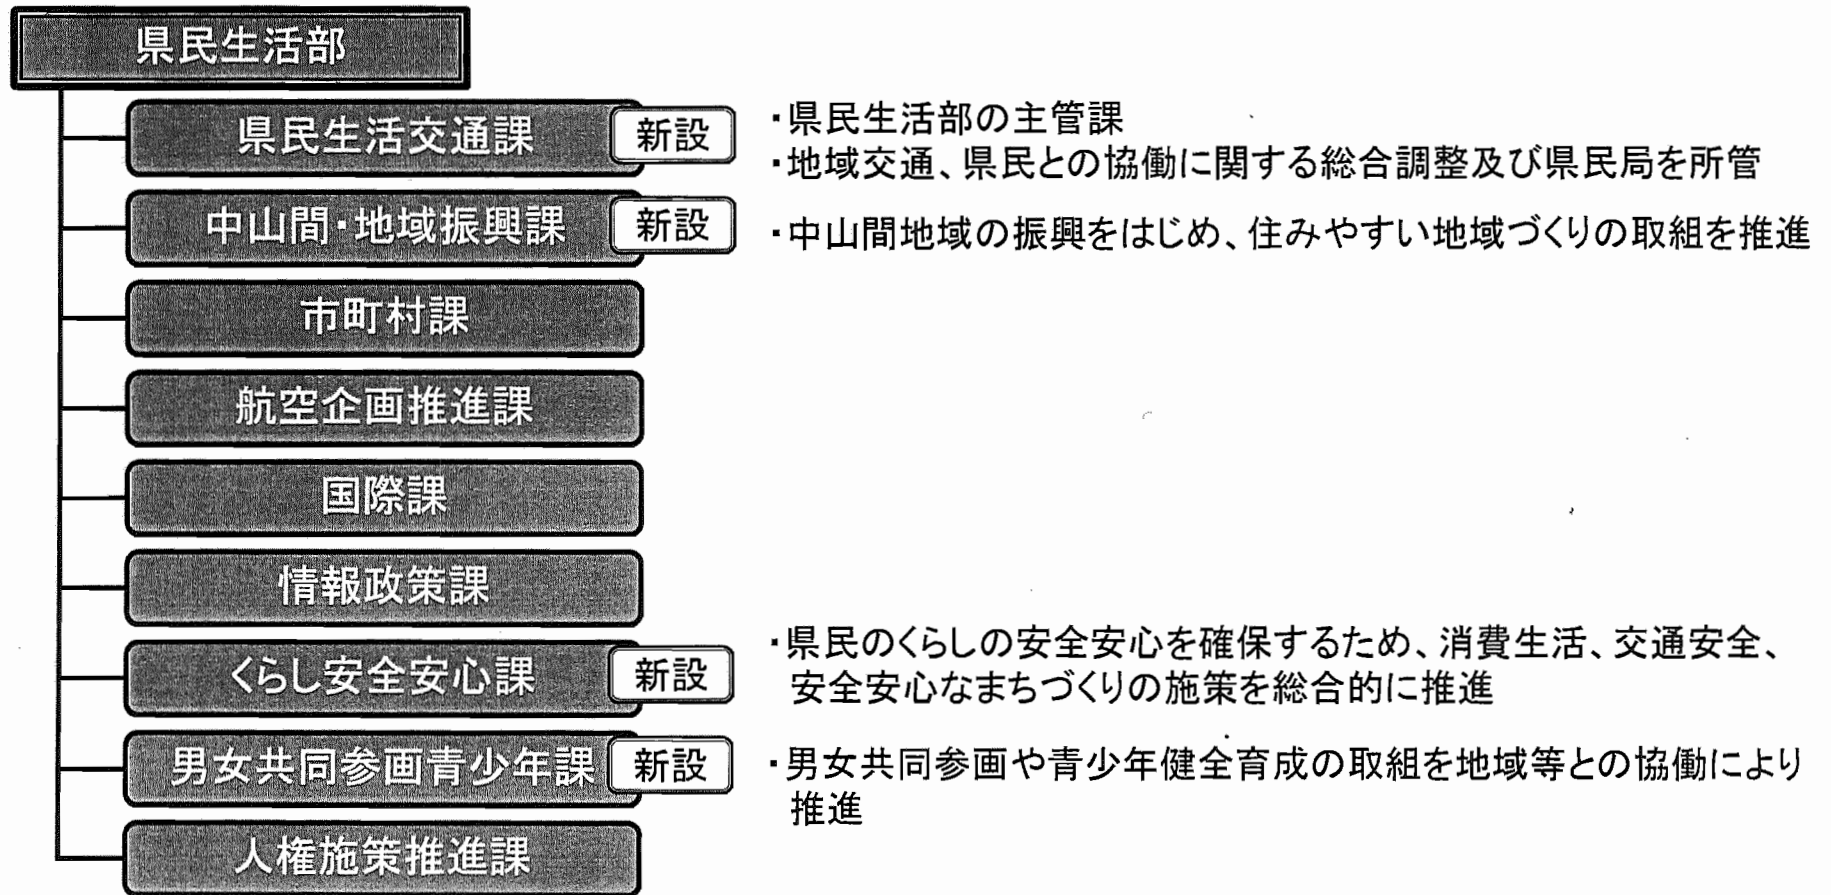 県民生活部
県民生活交通課
新設
・県民生活部の主管課
・地域交通、県民との協働に関する総合調整及び県民局を所管
中山間・地域振興課
新設
・中山間地域の振興をはじめ、住みやすい地域づくりの取組を推進
市町村課
航空企画推進課
国際課
情報政策課
くらし安全安心課
新設
・県民のくらしの安全安心を確保するため、消費生活、交通安全、
安全安心なまちづくりの施策を総合的に推進
男女共同参画青少年課
新設
・男女共同参画や青少年健全育成の取組を地域等との協働により
推進
人権施策推進課